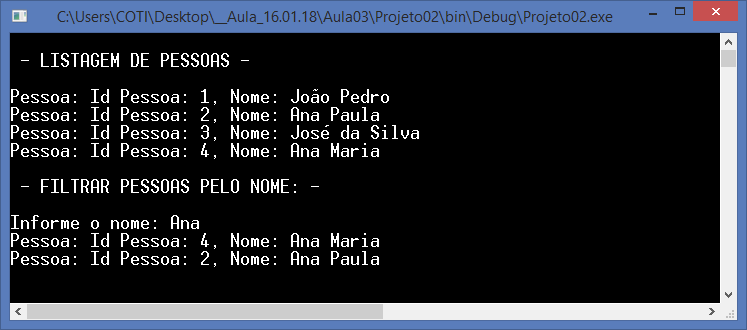 C:\Users\COTI\Desktop\__Aula_16.01.18\Aula03\Projeto02\bin\Debug\Projeto02.exe
- LISTAGEM DE PESSOAS -
Pessoa: Id Pessoa: 1, Nome: João Pedro
Pessoa: Id Pessoa: 2, Nome: Ana Paula
Pessoa: Id Pessoa: 3, Nome: José da Silva
Pessoa: Id Pessoa: 4, Nome: Ana Maria
- FILTRAR PESSOAS PELO NOME: -
Informe o nome: Ana
Pessoa: Id Pessoa: 4, Nome: Ana Maria
Pessoa: Id Pessoa: 2, Nome: Ana Paula